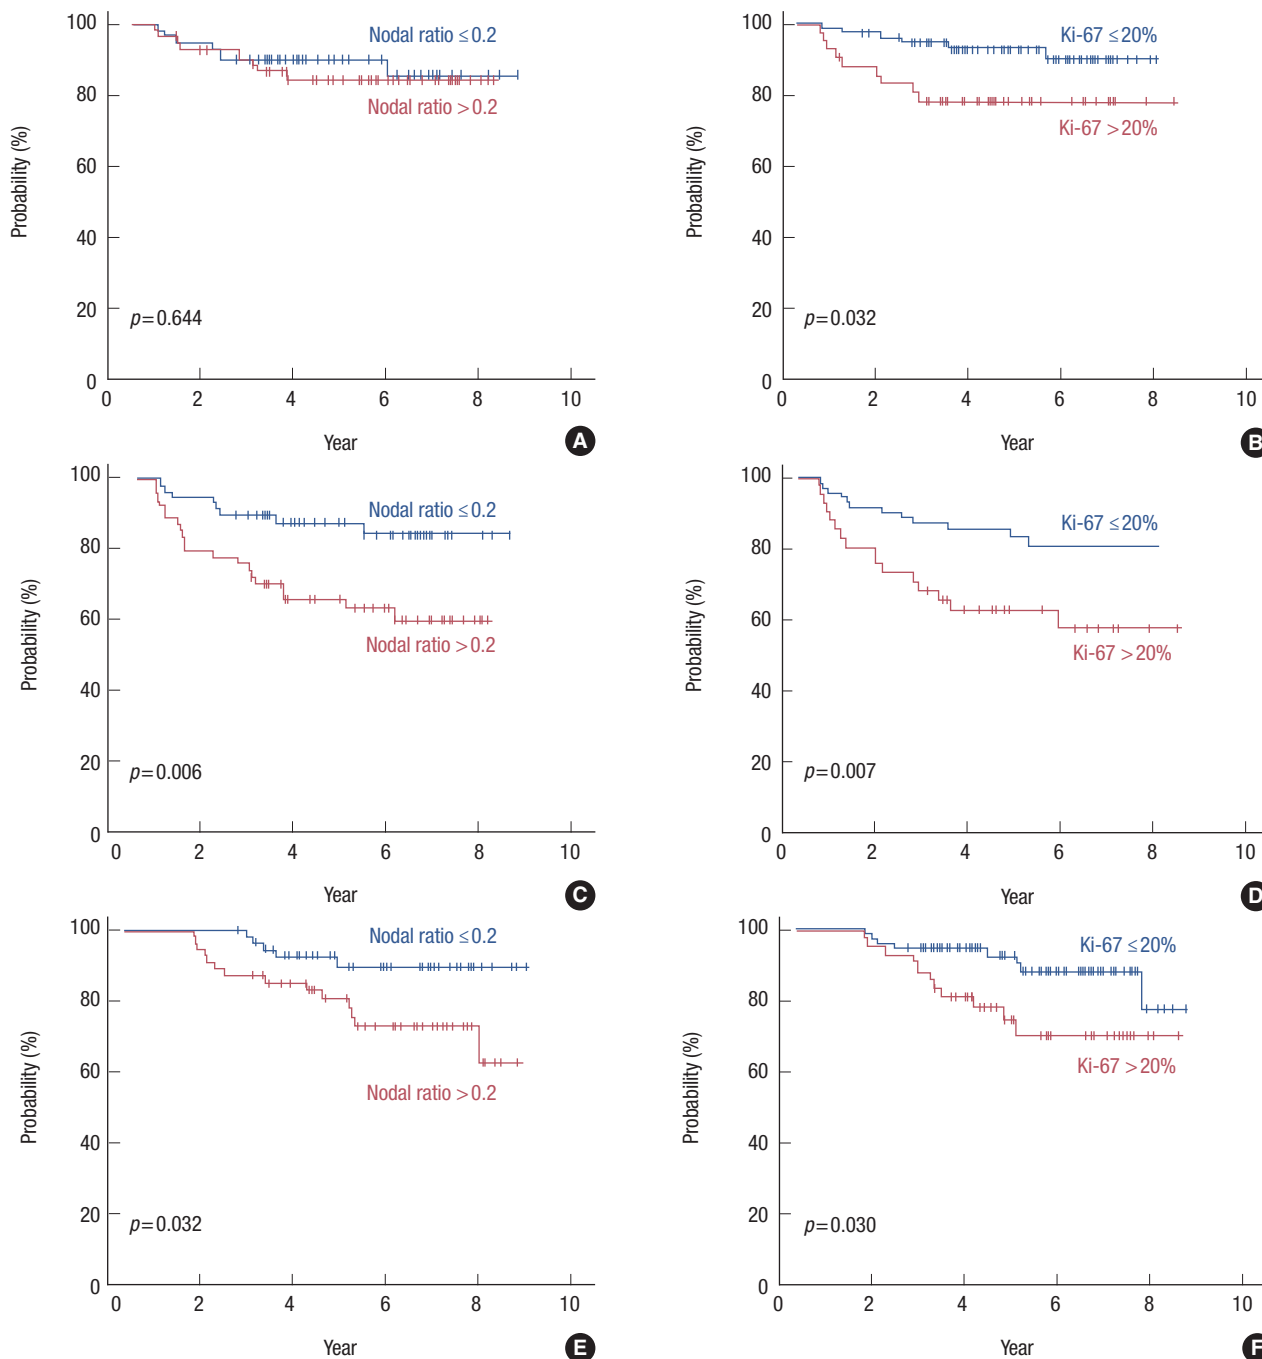 100
80
60
40
20
0
Probability (%)
Nodal ratio ≤ 0.2
Nodal ratio > 0.2
p = 0.644
0 2 4 6 8 10
Year
A
100
80
60
40
20
0
Probability (%)
Ki-67 ≤ 20%
Ki-67 > 20%
p = 0.032
0 2 4 6 8 10
Year
B
100
80
60
40
20
0
Probability (%)
Nodal ratio ≤ 0.2
Nodal ratio > 0.2
p = 0.006
0 2 4 6 8 10
Year
C
100
80
60
40
20
0
Probability (%)
Ki-67 ≤ 20%
Ki-67 > 20%
p = 0.007
0 2 4 6 8 10
Year
D
100
80
60
40
20
0
Probability (%)
Nodal ratio ≤ 0.2
Nodal ratio > 0.2
p = 0.032
0 2 4 6 8 10
Year
E
100
80
60
40
20
0
Probability (%)
Ki-67 ≤ 20%
Ki-67 > 20%
p = 0.030
0 2 4 6 8 10
Year
F